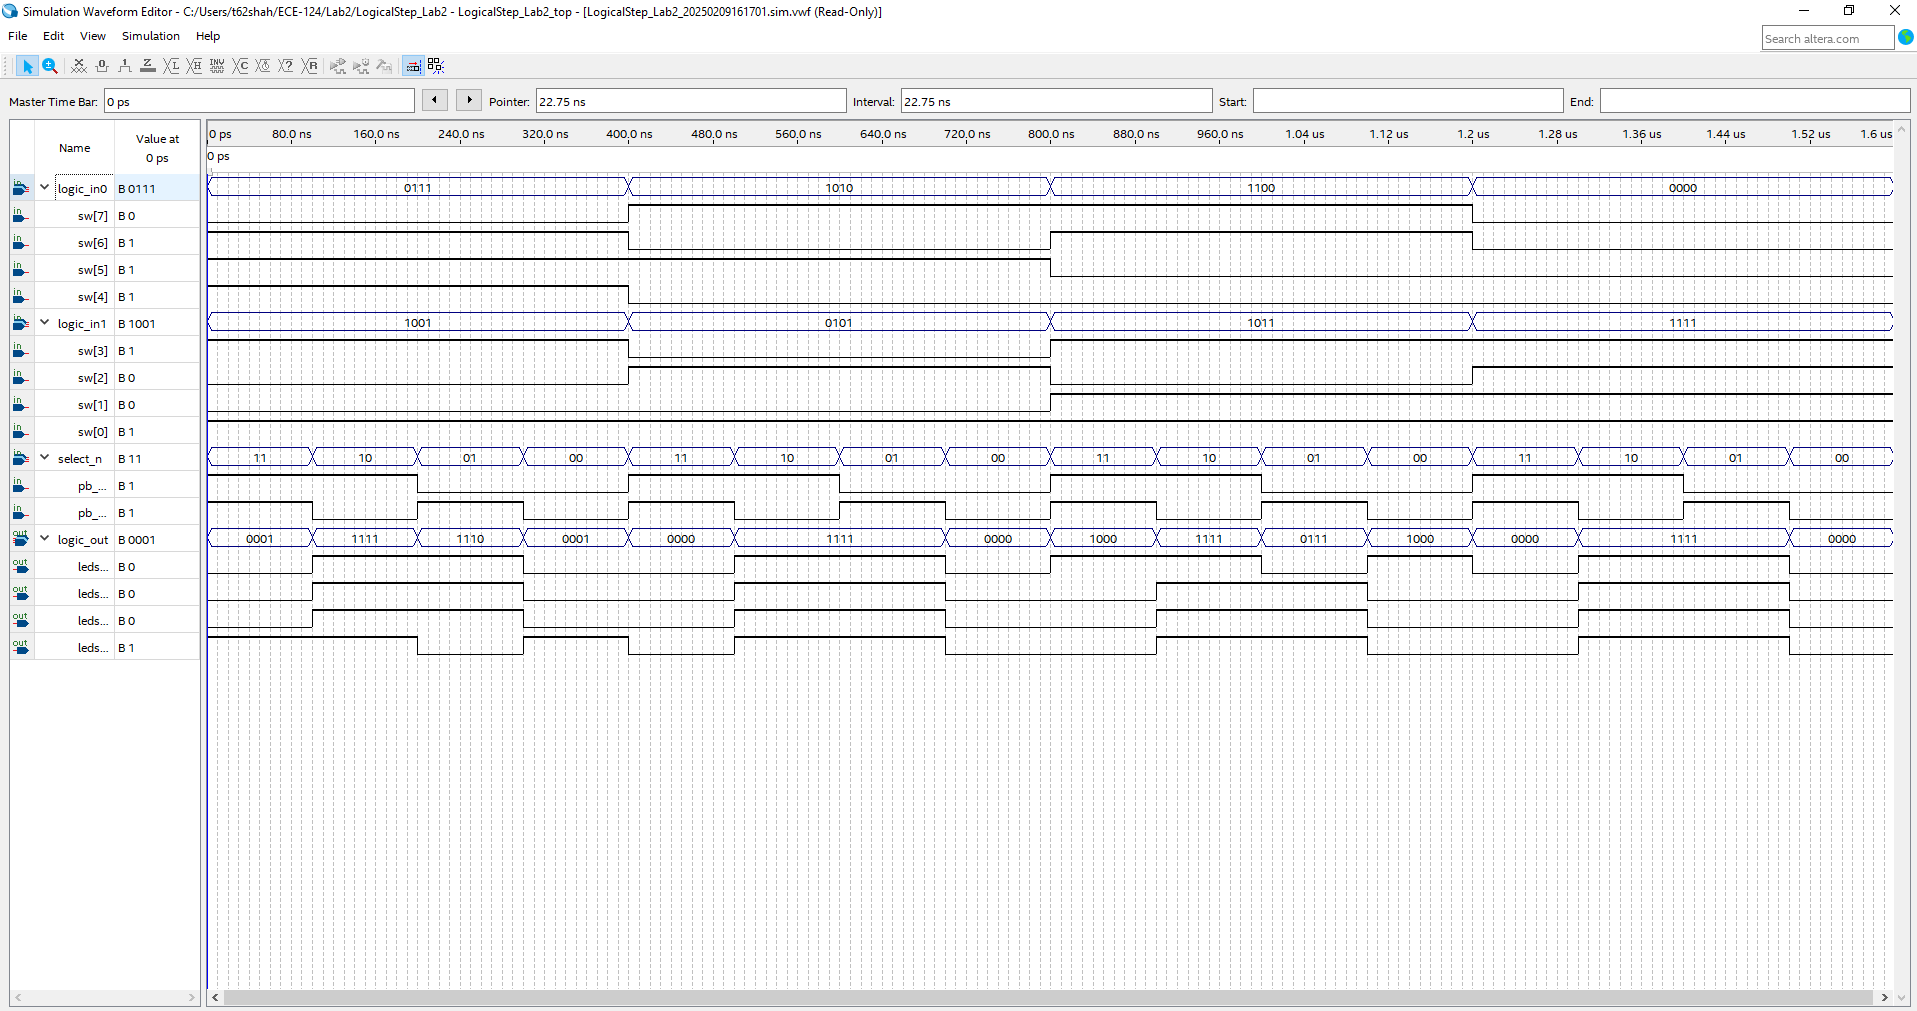 Simulation Waveform Editor - C:/Users/t62shah/ECE-124/Lab2/LogicalStep_Lab2 - LogicalStep_Lab2_top - [LogicalStep_Lab2_20250209161701.sim.vwf (Read-Only)]
File Edit View Simulation Help
Search altera.com
Master Time Bar: 0 ps Pointer: 22.75 ns Interval: 22.75 ns Start: End:
Name Value at 0 ps
0 ps 80.0 ns 160.0 ns 240.0 ns 320.0 ns 400.0 ns 480.0 ns 560.0 ns 640.0 ns 720.0 ns 800.0 ns 880.0 ns 960.0 ns 1.04 us 1.12 us 1.2 us 1.28 us 1.36 us 1.44 us 1.52 us 1.6 us
0 ps
logic_in0 B 0111 0111 1010 1100 0000
sw[7] B 0
sw[6] B 1
sw[5] B 1
sw[4] B 1
logic_in1 B 1001 1001 0101 1011 1111
sw[3] B 1
sw[2] B 0
sw[1] B 0
sw[0] B 1
select_n B 11 11 10 01 00 11 10 01 00 11 10 01 00 11 10 01 00
pb_... B 1
pb_... B 1
logic_out B 0001 0001 1111 1110 0001 0000 1111 0000 1000 1111 0111 1000 0000 1111 0000
leds... B 0
leds... B 0
leds... B 0
leds... B 1